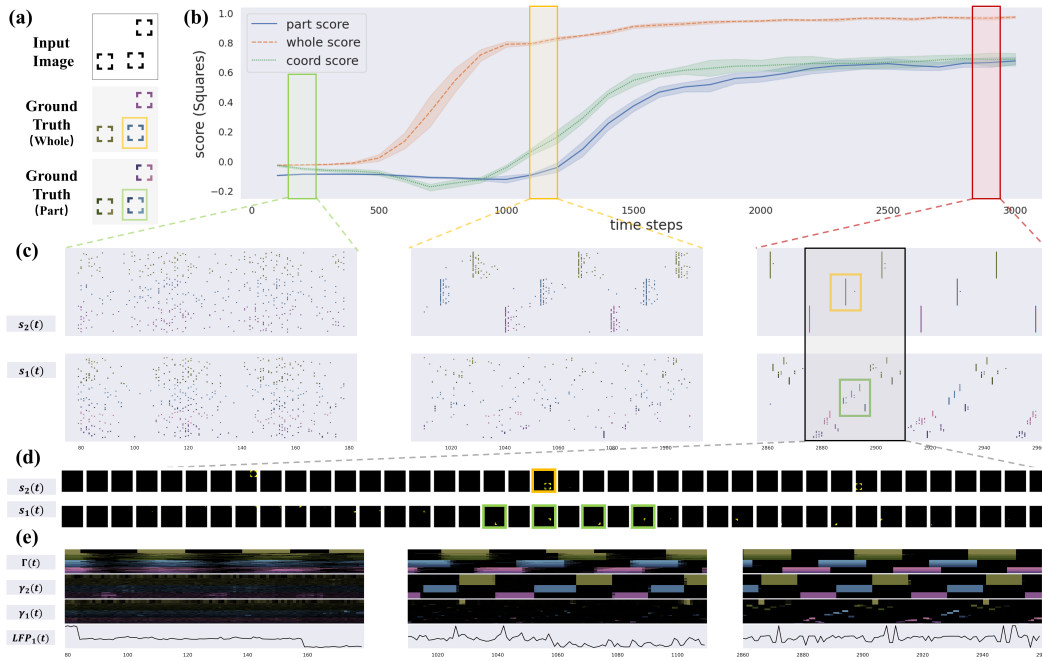 (a)
Input
Image
Ground
Truth
(Whole)
Ground
Truth
(Part)
(b)
score (Squares)
1.0
0.8
0.6
0.4
0.2
0.0
−0.2
part score
whole score
coord score
0 500 1000 1500 2000 2500 3000
time steps
(c)
s₂(t)
s₁(t)
80 100 120 140 160 180
1020 1040 1060 1080 1100
2860 2880 2900 2920 2940 2960
(d)
s₂(t)
s₁(t)
(e)
Γ(t)
γ₂(t)
γ₁(t)
LFP₁(t)
80 100 120 140 160
1020 1040 1060 1080 1100
2860 2880 2900 2920 2940 2960